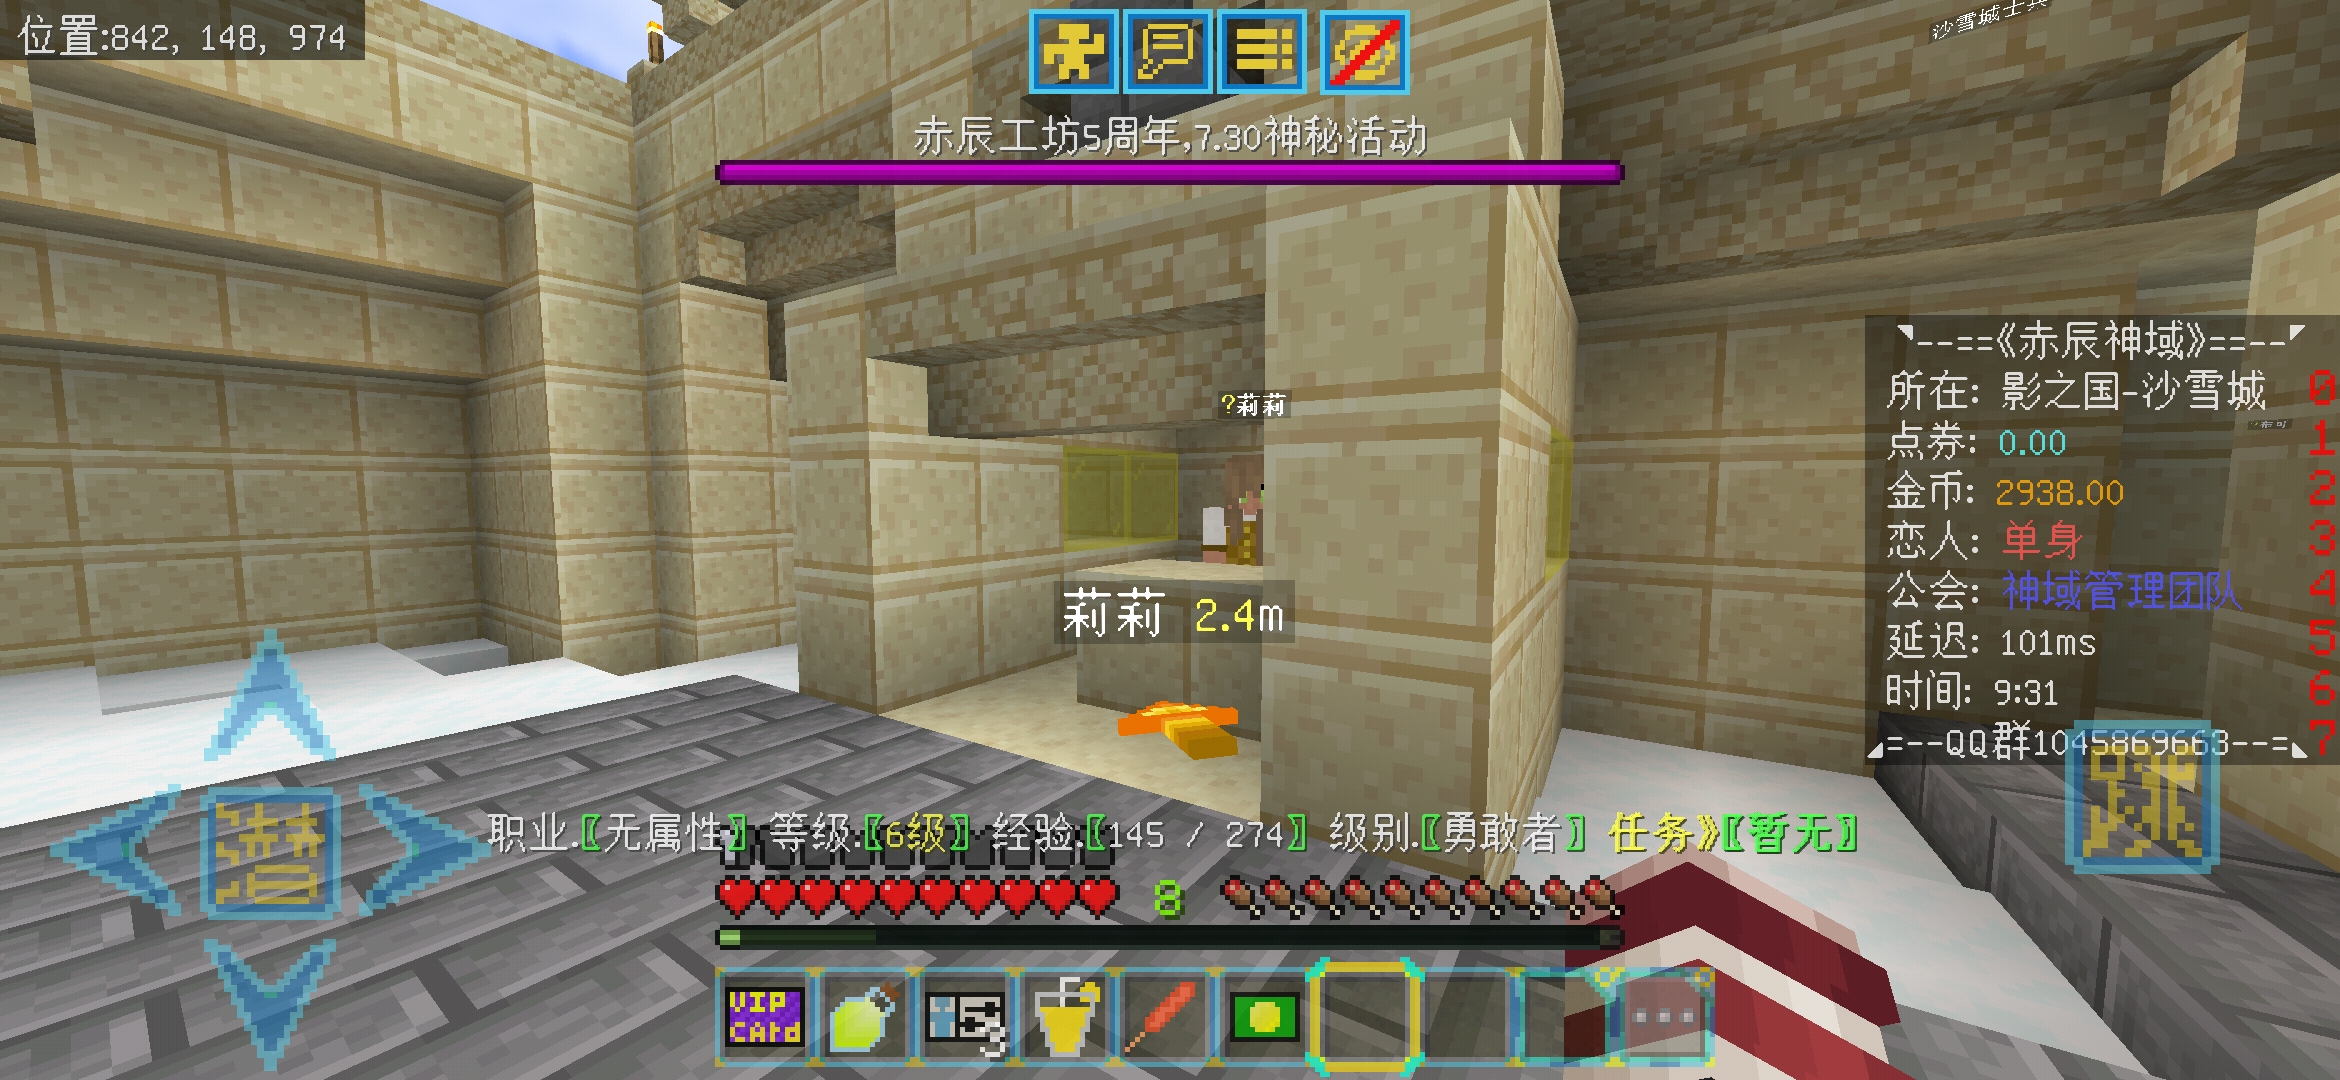 位置:842, 148, 974
沙雪城士兵
赤辰工坊5周年,7.30神秘活动
--==《赤辰神域》==--
所在: 影之国-沙雪城 0
点券: 0.00 1
金币: 2938.00 2
恋人: 单身 3
公会: 神域管理团队 4
延迟: 101ms 5
时间: 9:31 6
=--QQ群1045869663--= 7
?莉莉
莉莉 2.4m
潜
跳
职业.〖无属性〗等级.〖6级〗经验.〖145 / 274〗级别.〖勇敢者〗任务》〖暂无〗
8
VIP
CArd
3